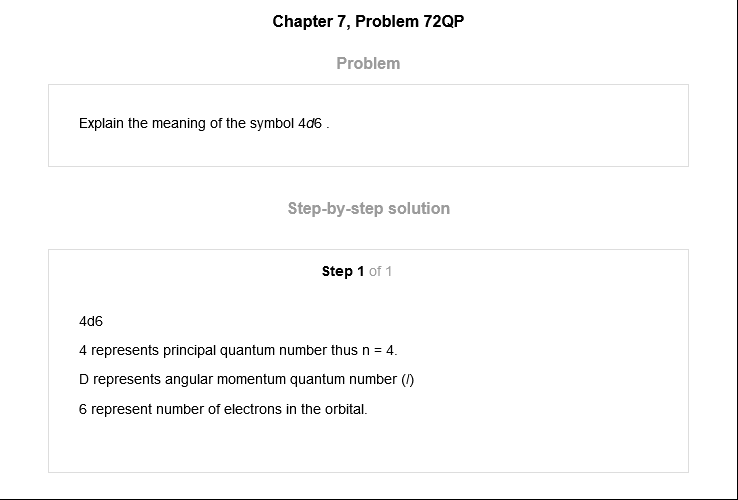 Chapter 7, Problem 72QP
Problem
Explain the meaning of the symbol 4d6 .
Step-by-step solution
Step 1 of 1
4d6
4 represents principal quantum number thus n = 4.
D represents angular momentum quantum number (l)
6 represent number of electrons in the orbital.